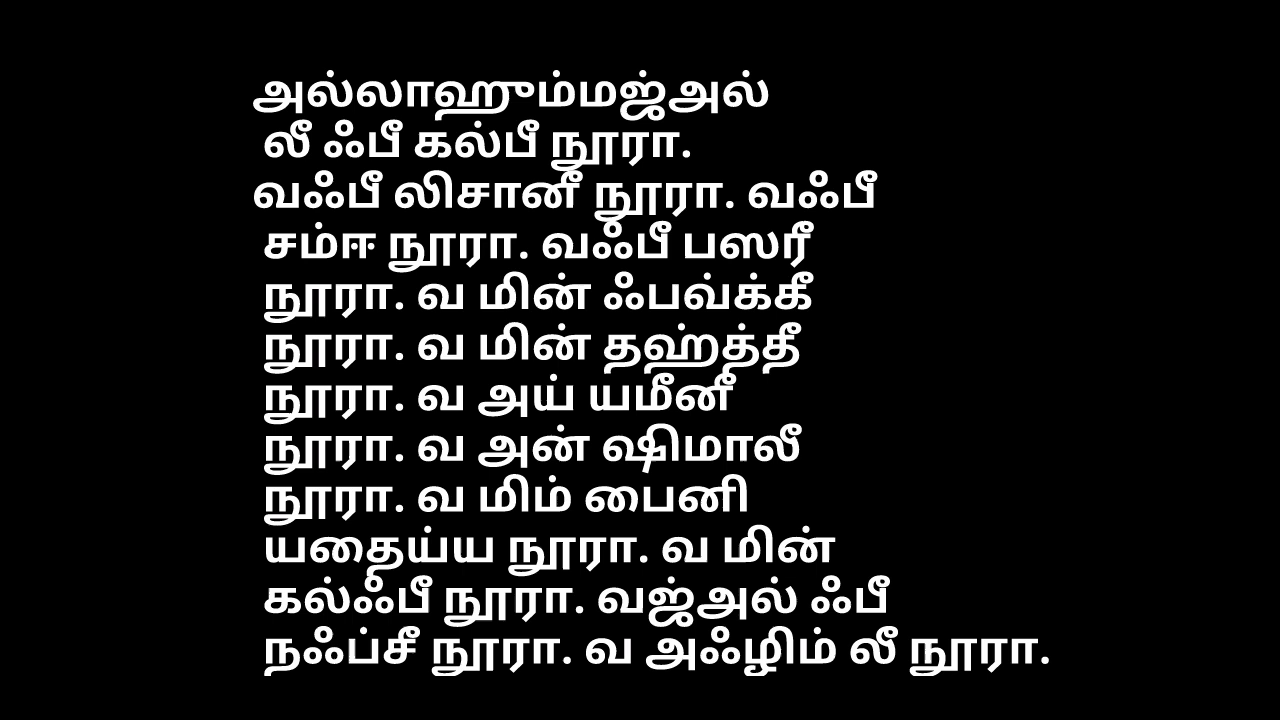 அல்லாஹும்மஜ்அல்
லீ ஃபீ கல்பீ நூரா.
வஃபீ லிசானீ நூரா. வஃபீ
சம்ஈ நூரா. வஃபீ பஸரீ
நூரா. வ மின் ஃபவ்க்கீ
நூரா. வ மின் தஹ்த்தீ
நூரா. வ அய் யமீனீ
நூரா. வ அன் ஷிமாலீ
நூரா. வ மிம் பைனி
யதைய்ய நூரா. வ மின்
கல்ஃபீ நூரா. வஜ்அல் ஃபீ
நஃப்சீ நூரா. வ அஃழிம் லீ நூரா.